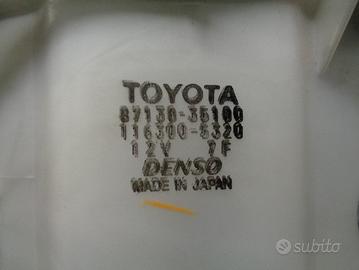 TOYOTA
87130-35100
116300-5320
12V 7F
DENSO
MADE IN JAPAN
subito